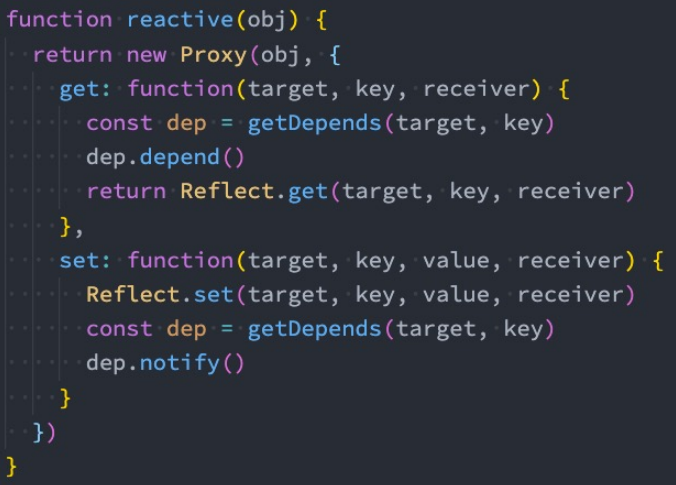 function reactive(obj) {
  return new Proxy(obj, {
    get: function(target, key, receiver) {
      const dep = getDepends(target, key)
      dep.depend()
      return Reflect.get(target, key, receiver)
    },
    set: function(target, key, value, receiver) {
      Reflect.set(target, key, value, receiver)
      const dep = getDepends(target, key)
      dep.notify()
    }
  })
}